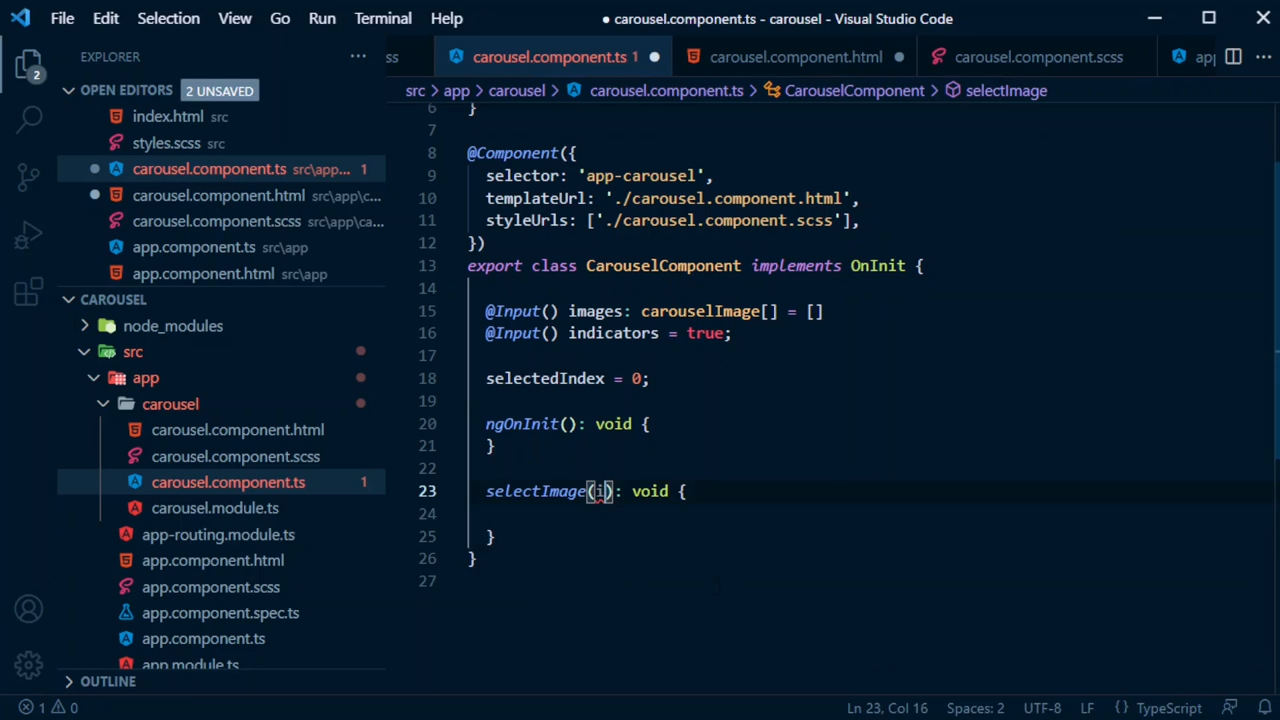 File Edit Selection View Go Run Terminal Help
● carousel.component.ts - carousel - Visual Studio Code
EXPLORER
ss
carousel.component.ts 1
carousel.component.html
carousel.component.scss
app
2
OPEN EDITORS 2 UNSAVED
index.html src
styles.scss src
carousel.component.ts src\app... 1
carousel.component.html src\app\c...
carousel.component.scss src\app\ca...
app.component.ts src\app
app.component.html src\app
CAROUSEL
node_modules
src
app
carousel
carousel.component.html
carousel.component.scss
carousel.component.ts 1
carousel.module.ts
app-routing.module.ts
app.component.html
app.component.scss
app.component.spec.ts
app.component.ts
app.module.ts
OUTLINE
src > app > carousel > carousel.component.ts > CarouselComponent > selectImage
6 }
7
8 @Component({
9 selector: 'app-carousel',
10 templateUrl: './carousel.component.html',
11 styleUrls: ['./carousel.component.scss'],
12 })
13 export class CarouselComponent implements OnInit {
14
15 @Input() images: carouselImage[] = []
16 @Input() indicators = true;
17
18 selectedIndex = 0;
19
20 ngOnInit(): void {
21 }
22
23 selectImage(i): void {
24
25 }
26 }
27
1 0
Ln 23, Col 16 Spaces: 2 UTF-8 LF {} TypeScript